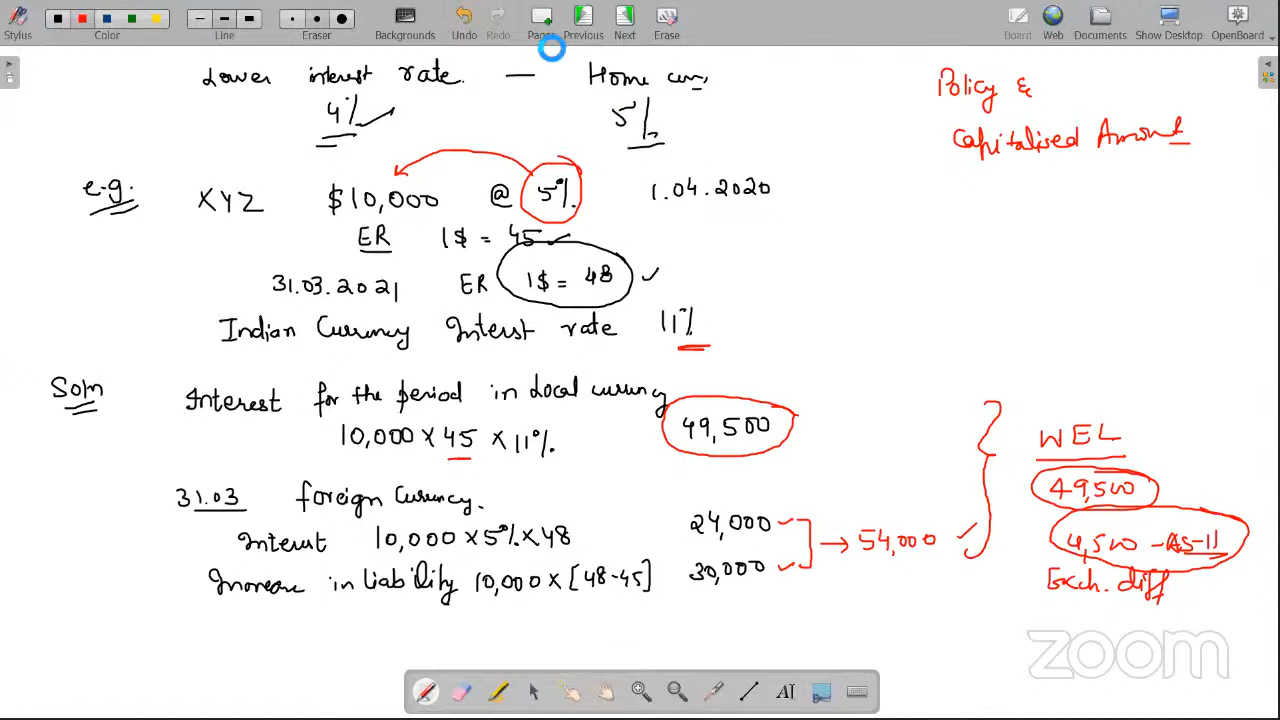 Stylus
Color
Line
Eraser
Backgrounds
Undo
Redo
Pages
Previous
Next
Erase
Board
Web
Documents
Show Desktop
OpenBoard
Lower interest rate — Home curr,
4% 5%
Policy &
Capitalised Amount
e.g. XYZ $10,000 @ 5% 1.04.2020
ER 1$ = 45
31.03.2021 ER 1$ = 48
Indian Currency Interst rate 11%
Soln Interest for the period in Local currency
10,000 × 45 × 11% 49,500
31.03 foreign Currency.
Interest 10,000 × 5% × 48 24,000
Increase in liability 10,000 × [48-45] 30,000
→ 54,000
WEL
49,500
4,500 - AS-11
Exch. diff
zoom